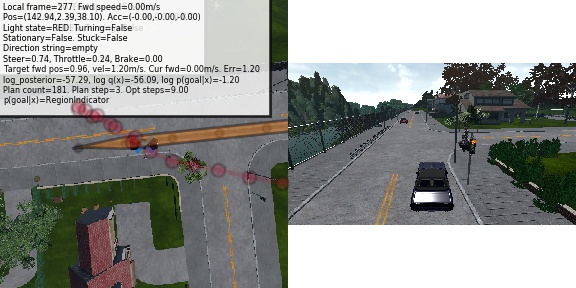 Local frame=277. Fwd speed=0.00m/s
Pos=(142.94,2.39,38.10). Acc=(-0.00,-0.00,-0.00)
Light state=RED. Turning=False
Stationary=False. Stuck=False
Direction string=empty
Steer=0.74, Throttle=0.24, Brake=0.00
Target fwd pos=0.96, vel=1.20m/s. Cur fwd=0.00m/s. Err=1.20
log_posterior=-57.29, log q(x)=-56.09, log p(goal|x)=-1.20
Plan count=181. Plan step=3. Opt steps=9.00
p(goal|x)=RegionIndicator